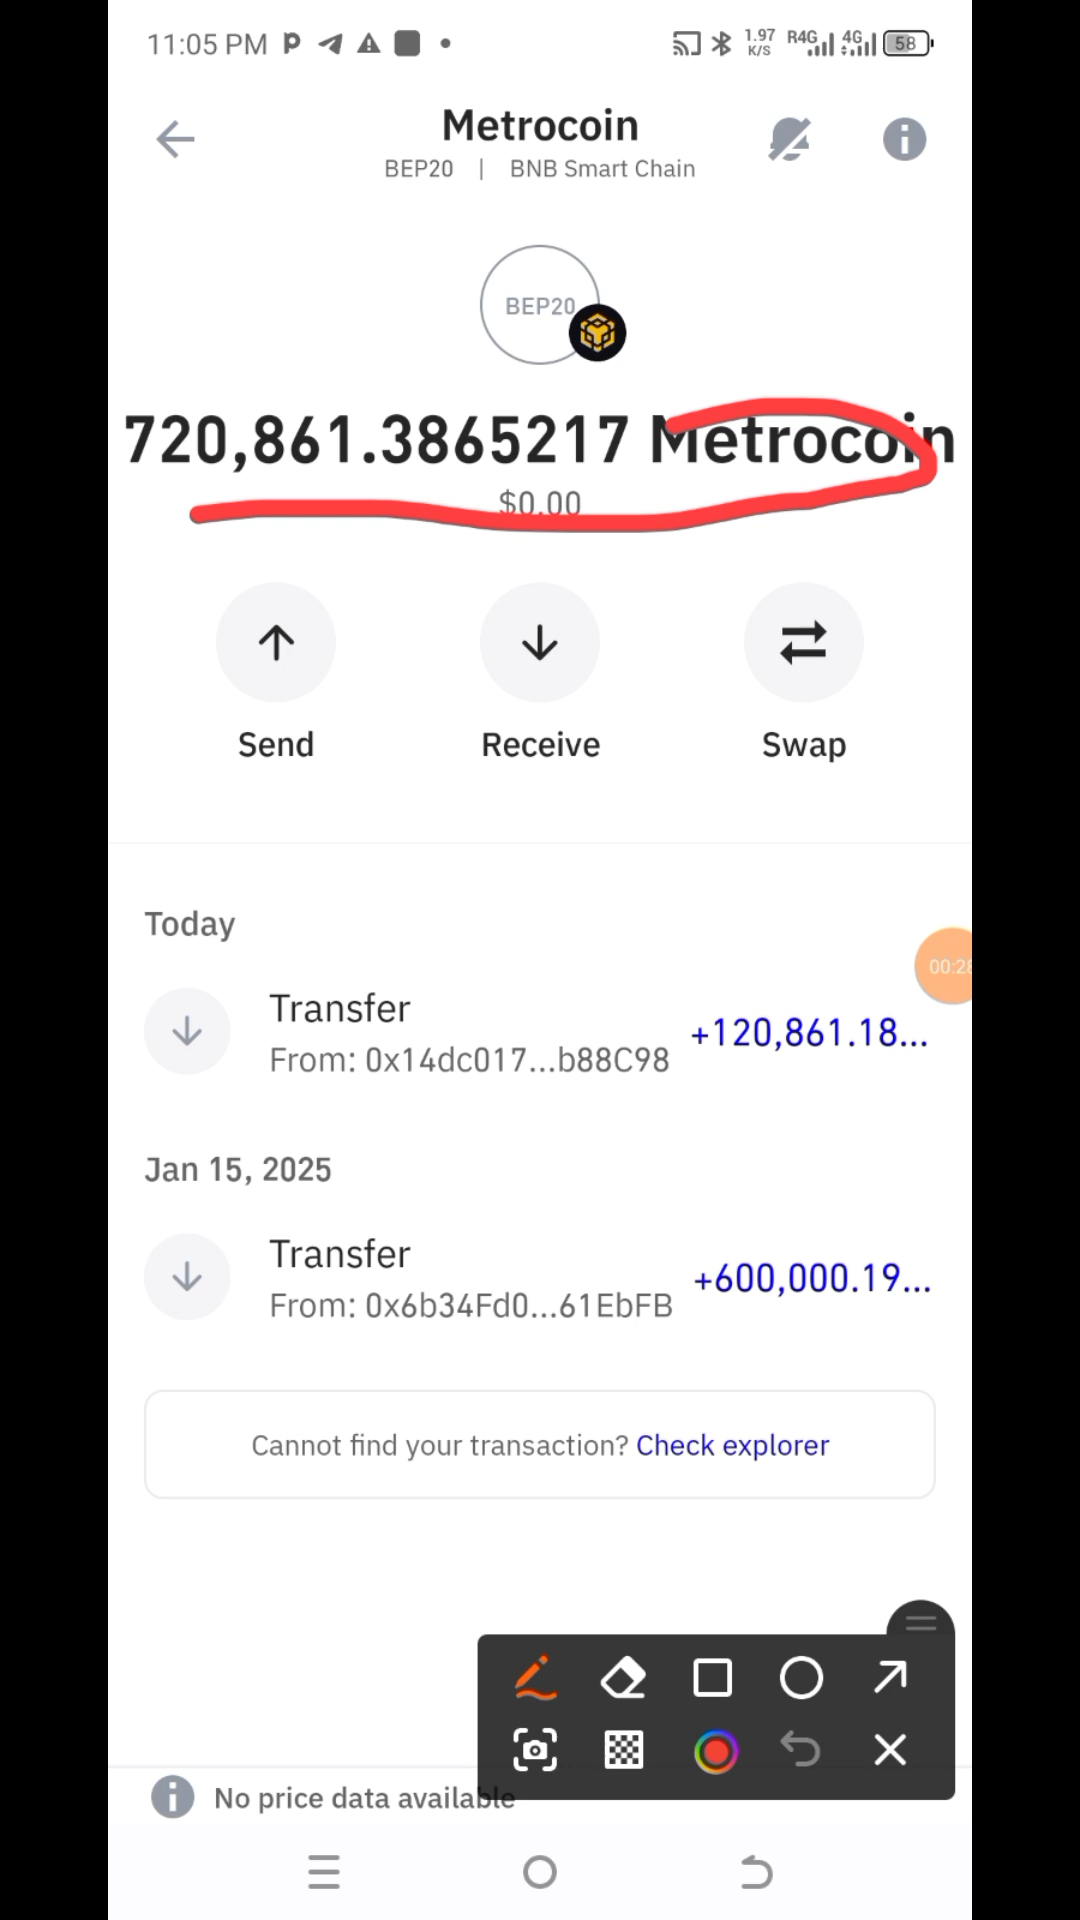 11:05 PM
1.97 K/S R4G 4G 58
Metrocoin
BEP20 | BNB Smart Chain
BEP20
720,861.3865217 Metrocoin
$0.00
Send Receive Swap
Today
Transfer
+120,861.18...
From: 0x14dc017...b88C98
00:28
Jan 15, 2025
Transfer
+600,000.19...
From: 0x6b34Fd0...61EbFB
Cannot find your transaction? Check explorer
No price data available